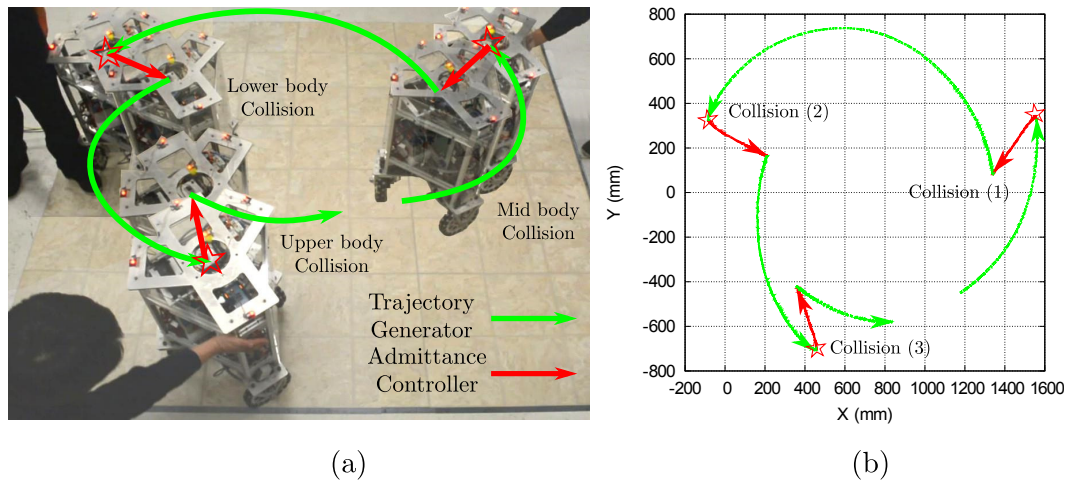 Lower body
Collision
Mid body
Collision
Upper body
Collision
Trajectory
Generator
Admittance
Controller
(a)
800
600
400
200
0
-200
-400
-600
-800
-200 0 200 400 600 800 1000 1200 1400 1600
Y (mm)
X (mm)
Collision (2)
Collision (1)
Collision (3)
(b)